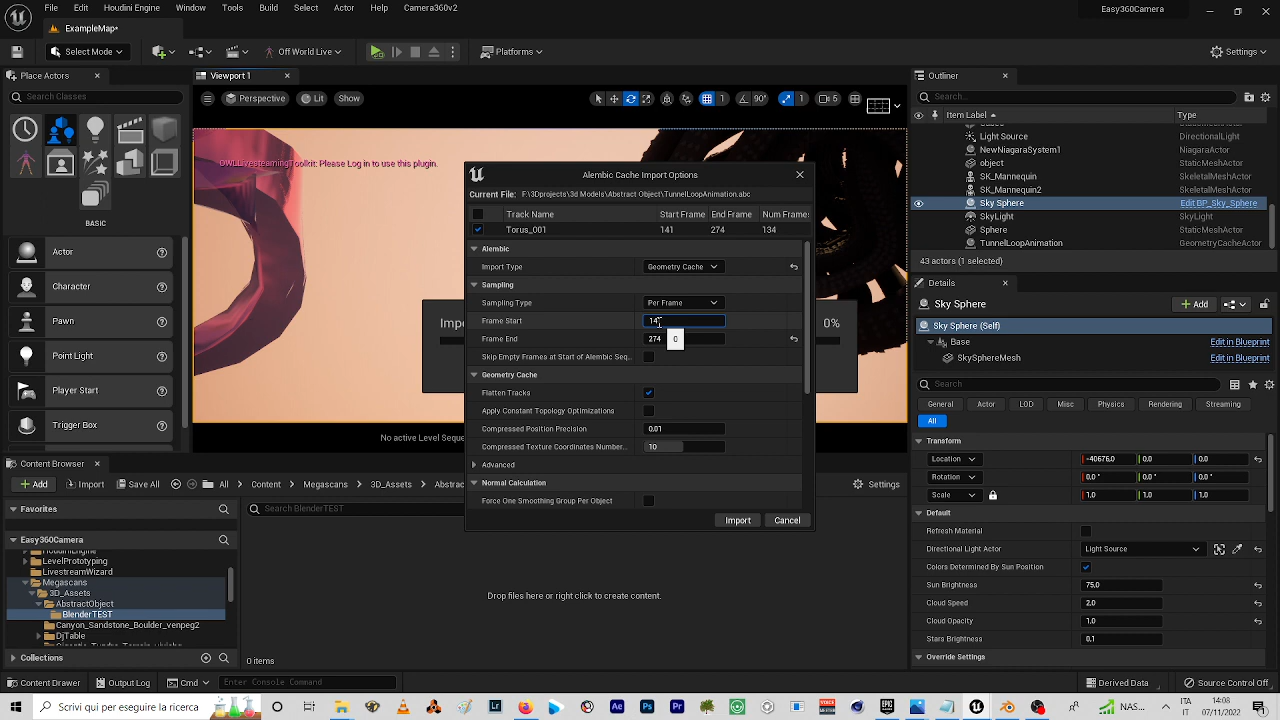 File Edit Window Tools Build Select Actor Help Camera360v2
Easy360Camera
ExampleMap*
Select Mode
Off World Live
Platforms
Settings
Place Actors
Viewport 1
Outliner
Search Classes
Perspective Lit Show
90° 1 5
Search...
Item Label Type
Light Source DirectionalLight
NewNiagaraSystem1 NiagaraActor
object StaticMeshActor
SK_Mannequin SkeletalMeshActor
SK_Mannequin2 SkeletalMeshActor
Sky Sphere Edit BP_Sky_Sphere
SkyLight SkyLight
Sphere StaticMeshActor
TunnelLoopAnimation GeometryCacheActor
43 actors (1 selected)
OWLLivestreamingToolkit: Please Log in to use this plugin.
BASIC
Actor
Character
Pawn
Point Light
Player Start
Trigger Box
Alembic Cache Import Options
Current File: F:\3Dprojects\3d Models\Abstract Object\TunnelLoopAnimation.abc
Track Name Start Frame End Frame Num Frames
Torus_001 141 274 134
Alembic
Import Type Geometry Cache
Sampling
Sampling Type Per Frame
Frame Start
Frame End 274
0
Skip Empty Frames at Start of Alembic Seq...
Geometry Cache
Flatten Tracks
Apply Constant Topology Optimizations
Compressed Position Precision 0,01
Compressed Texture Coordinates Number... 10
Advanced
Normal Calculation
Force One Smoothing Group Per Object
Import Cancel
0%
Details
Sky Sphere Add
Sky Sphere (Self)
Base Edit in Blueprint
SkySphereMesh Edit in Blueprint
Search
General Actor LOD Misc Physics Rendering Streaming
All
Transform
Location -40676.0 0.0 0.0
Rotation 0.0° 0.0° 0.0°
Scale 1.0 1.0 1.0
Default
Refresh Material
Directional Light Actor Light Source
Colors Determined By Sun Position
Sun Brightness 75.0
Cloud Speed 2.0
Cloud Opacity 1.0
Stars Brightness 0,1
Override Settings
Content Browser
Add Import Save All All Content Megascans 3D_Assets
Settings
Favorites
Search BlenderTEST
Easy360Camera
LevelPrototyping
LivestreamWizard
Megascans
3D_Assets
AbstractObject
BlenderTEST
Canyon_Sandstone_Boulder_venpeg2
DjTable
Collections
Drop files here or right click to create content.
0 items
Content Drawer Output Log Cmd Enter Console Command
Derived Data Source Control Off
Scrivi qui per eseguire la ricerca
NAS...
ITA
14:08
07/11/2022